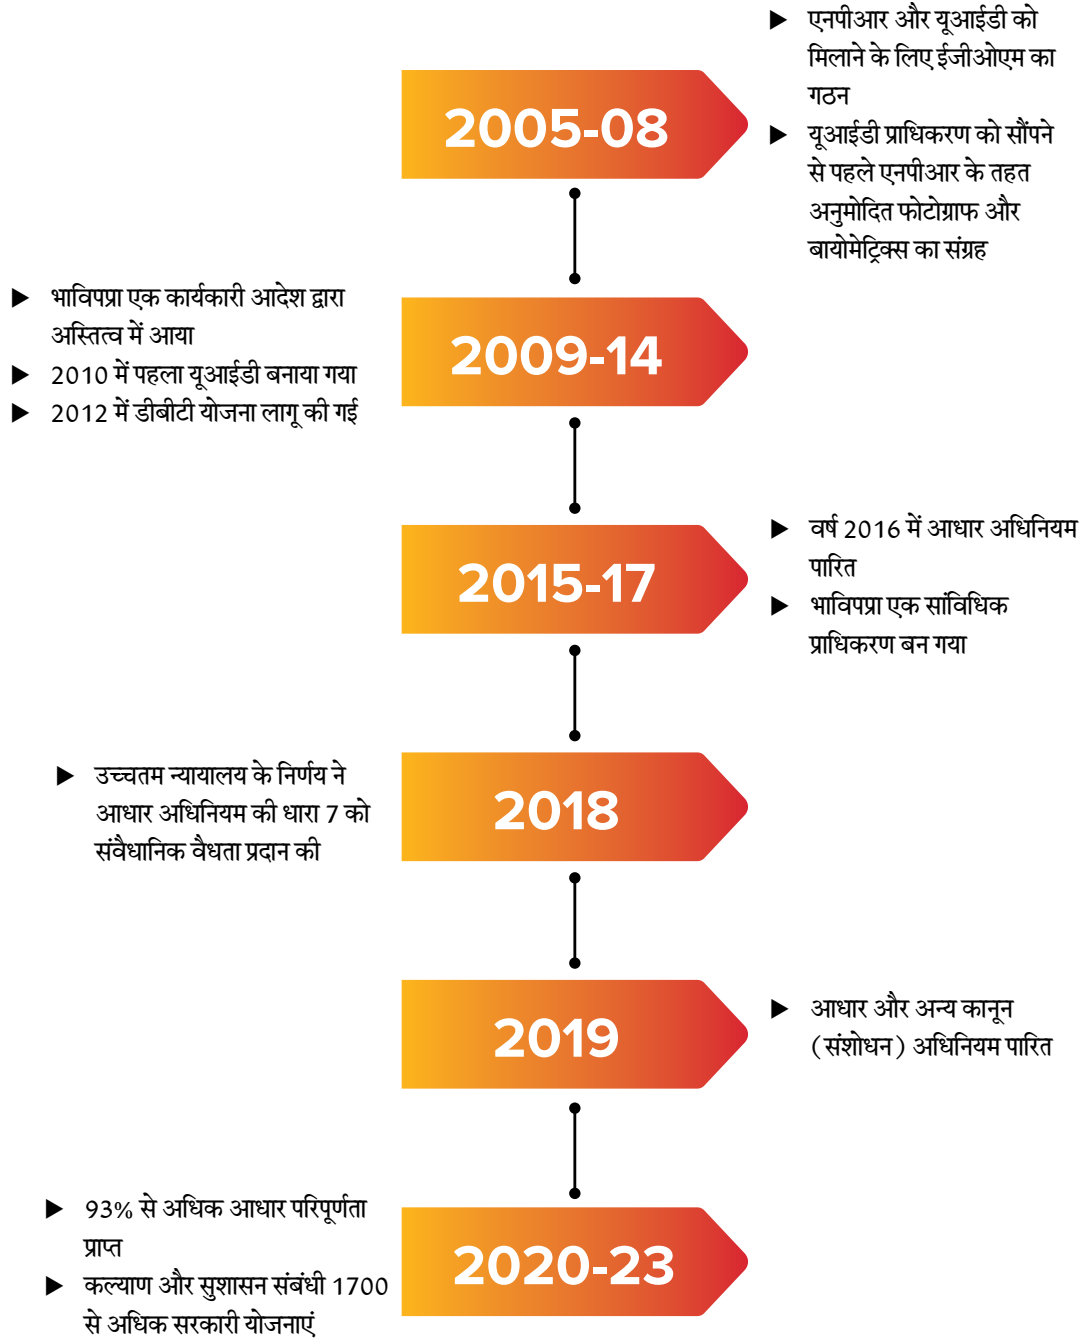 ► एनपीआर और यूआईडी को
मिलाने के लिए ईजीओएम का
गठन
► यूआईडी प्राधिकरण को सौंपने
से पहले एनपीआर के तहत
अनुमोदित फोटोग्राफ और
बायोमेट्रिक्स का संग्रह
2005-08
► भाविपप्रा एक कार्यकारी आदेश द्वारा
अस्तित्व में आया
► 2010 में पहला यूआईडी बनाया गया
► 2012 में डीबीटी योजना लागू की गई
2009-14
► वर्ष 2016 में आधार अधिनियम
पारित
► भाविपप्रा एक सांविधिक
प्राधिकरण बन गया
2015-17
► उच्चतम न्यायालय के निर्णय ने
आधार अधिनियम की धारा 7 को
संवैधानिक वैधता प्रदान की
2018
► आधार और अन्य कानून
(संशोधन) अधिनियम पारित
2019
► 93% से अधिक आधार परिपूर्णता
प्राप्त
► कल्याण और सुशासन संबंधी 1700
से अधिक सरकारी योजनाएं
2020-23